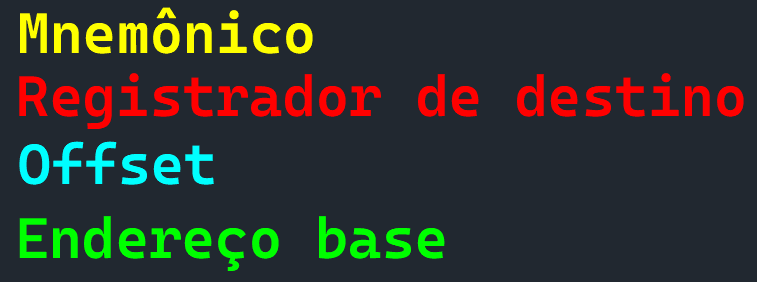 Mnemônico
Registrador de destino
Offset
Endereço base